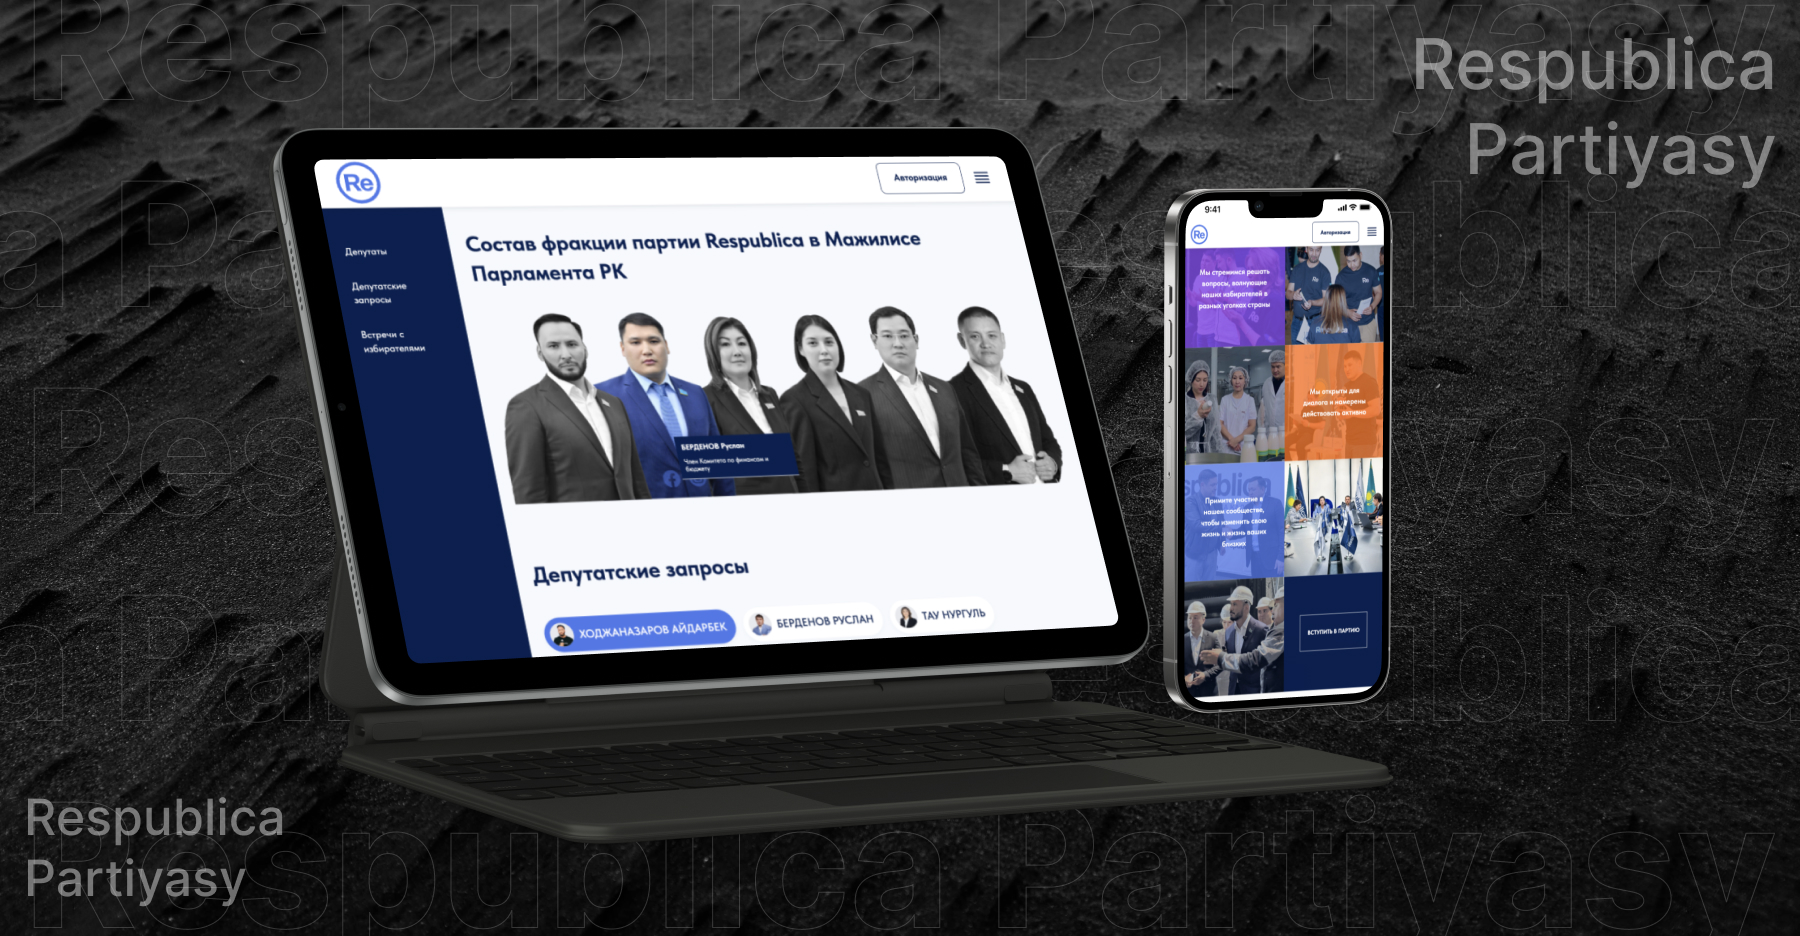 Respublica Partiyasy
Respublica
Partiyasy
Re
Авторизация
Депутаты
Депутатские
запросы
Встречи с
избирателями
Состав фракции партии Respublica в Мажилисе
Парламента РК
БЕРДЕНОВ Руслан
Член Комитета по финансам и
бюджету
Депутатские запросы
ХОДЖАНАЗАРОВ АЙДАРБЕК
БЕРДЕНОВ РУСЛАН
ТАУ НУРГУЛЬ
9:41
Re
Авторизация
Мы стремимся решать
вопросы, волнующие
наших избирателей в
разных уголках страны
Re
Re
Мы открыты для
диалога и намерены
действовать активно
Примите участие в
нашем сообществе,
чтобы изменить свою
жизнь и жизнь ваших
близких
ВСТУПИТЬ В ПАРТИЮ
Respublica
Partiyasy
Respublica Partiyasy